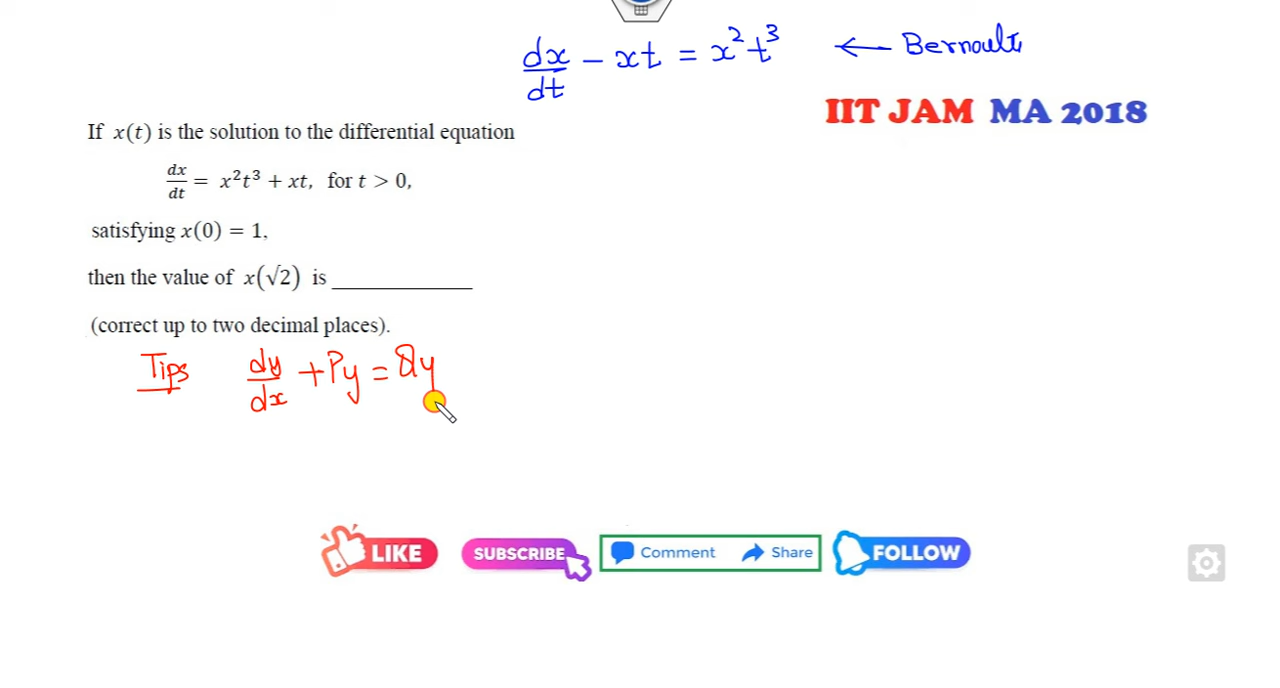 dx/dt - xt = x²t³ ← Bernoulli
IIT JAM MA 2018
If x(t) is the solution to the differential equation
dx/dt = x²t³ + xt, for t > 0,
satisfying x(0) = 1,
then the value of x(√2) is __________
(correct up to two decimal places).
Tips dy/dx + Py = Qy
LIKE SUBSCRIBE Comment Share FOLLOW